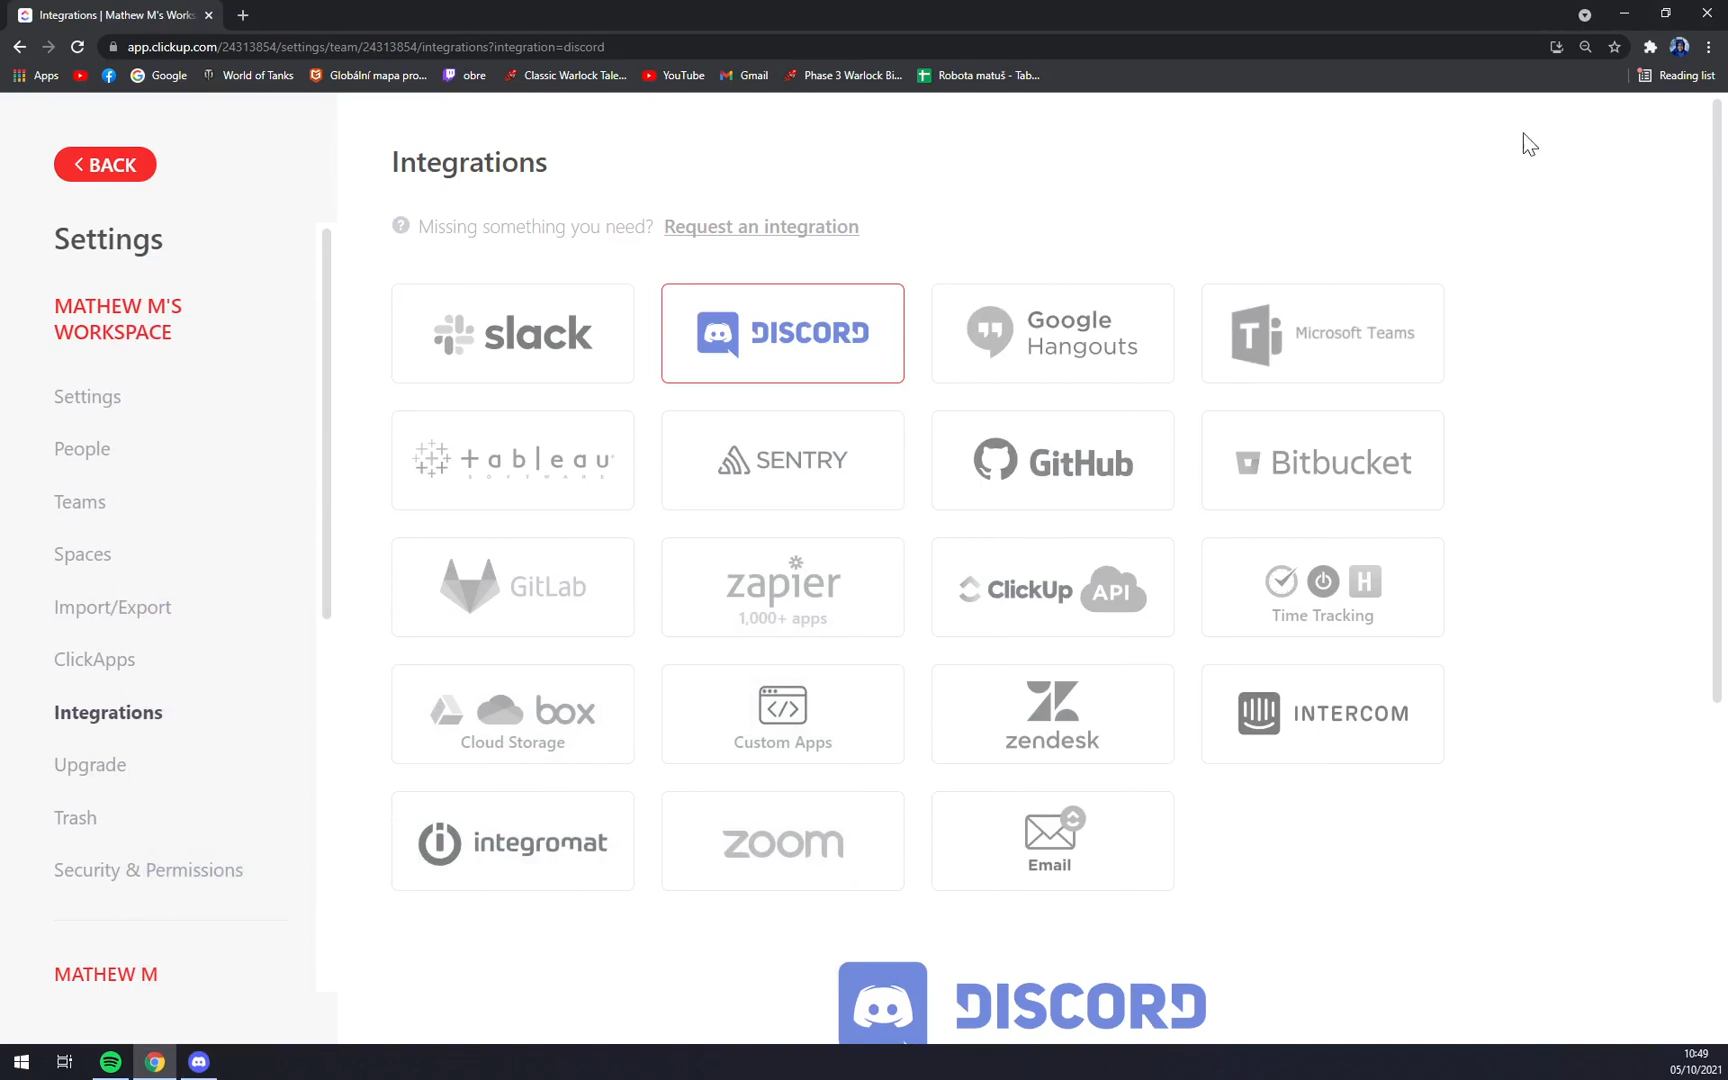 Integrations | Mathew M's Works
app.clickup.com/24313854/settings/team/24313854/integrations?integration=discord
Apps
Google
World of Tanks
Globální mapa pro...
obre
Classic Warlock Tale...
YouTube
Gmail
Phase 3 Warlock Bi...
Robota matuš - Tab...
Reading list
BACK
Settings
MATHEW M'S
WORKSPACE
Settings
People
Teams
Spaces
Import/Export
ClickApps
Integrations
Upgrade
Trash
Security & Permissions
MATHEW M
Integrations
Missing something you need? Request an integration
slack
DISCORD
Google
Hangouts
Microsoft Teams
+ableau
SOFTWARE
SENTRY
GitHub
Bitbucket
GitLab
zapier
1,000+ apps
ClickUp API
H
Time Tracking
box
Cloud Storage
Custom Apps
zendesk
INTERCOM
integromat
zoom
Email
DISCORD
10:49
05/10/2021